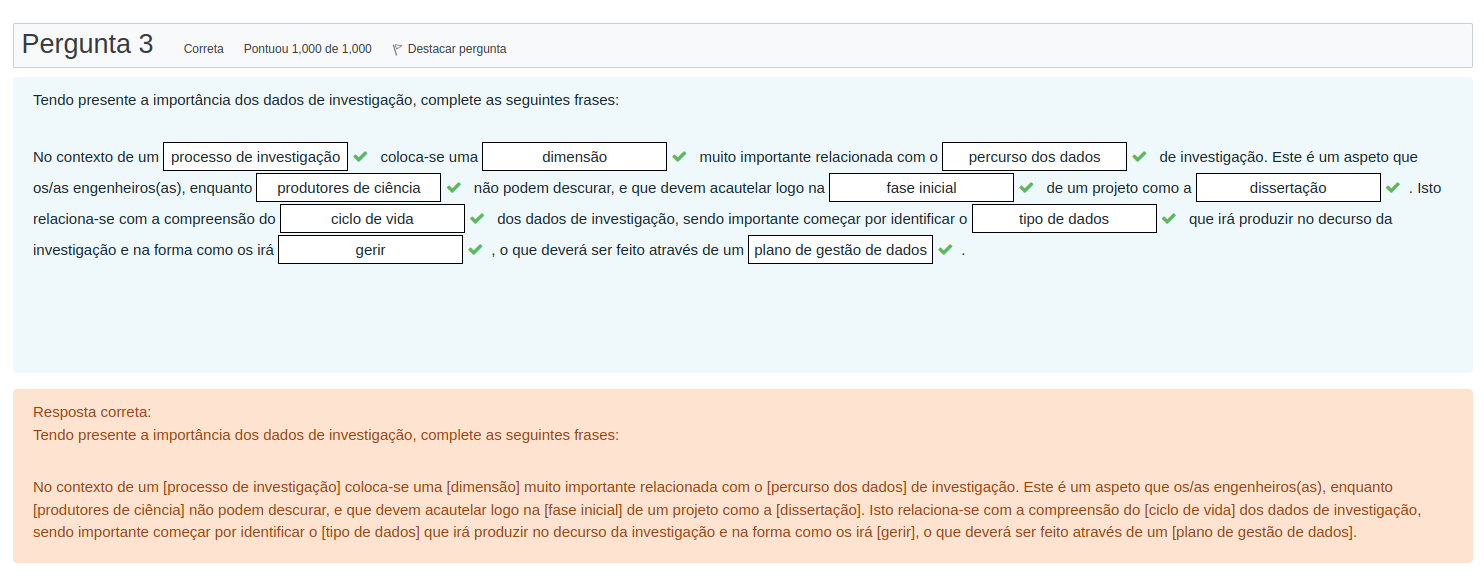 Pergunta 3 Correta Pontuou 1,000 de 1,000 Destacar pergunta
Tendo presente a importância dos dados de investigação, complete as seguintes frases:
No contexto de um processo de investigação coloca-se uma dimensão muito importante relacionada com o percurso dos dados de investigação. Este é um aspeto que
os/as engenheiros(as), enquanto produtores de ciência não podem descurar, e que devem acautelar logo na fase inicial de um projeto como a dissertação . Isto
relaciona-se com a compreensão do ciclo de vida dos dados de investigação, sendo importante começar por identificar o tipo de dados que irá produzir no decurso da
investigação e na forma como os irá gerir , o que deverá ser feito através de um plano de gestão de dados .
Resposta correta:
Tendo presente a importância dos dados de investigação, complete as seguintes frases:
No contexto de um [processo de investigação] coloca-se uma [dimensão] muito importante relacionada com o [percurso dos dados] de investigação. Este é um aspeto que os/as engenheiros(as), enquanto
[produtores de ciência] não podem descurar, e que devem acautelar logo na [fase inicial] de um projeto como a [dissertação]. Isto relaciona-se com a compreensão do [ciclo de vida] dos dados de investigação,
sendo importante começar por identificar o [tipo de dados] que irá produzir no decurso da investigação e na forma como os irá [gerir], o que deverá ser feito através de um [plano de gestão de dados].